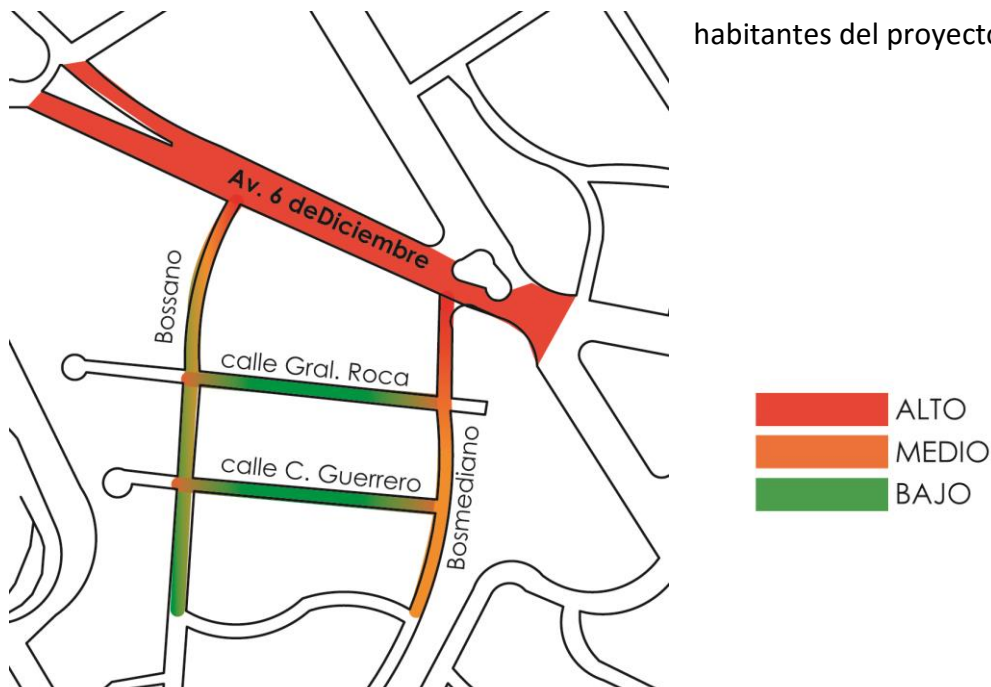 habitantes del proyecto
Av. 6 deDiciembre
Bossano
calle Gral. Roca
calle C. Guerrero
Bosmediano
ALTO
MEDIO
BAJO